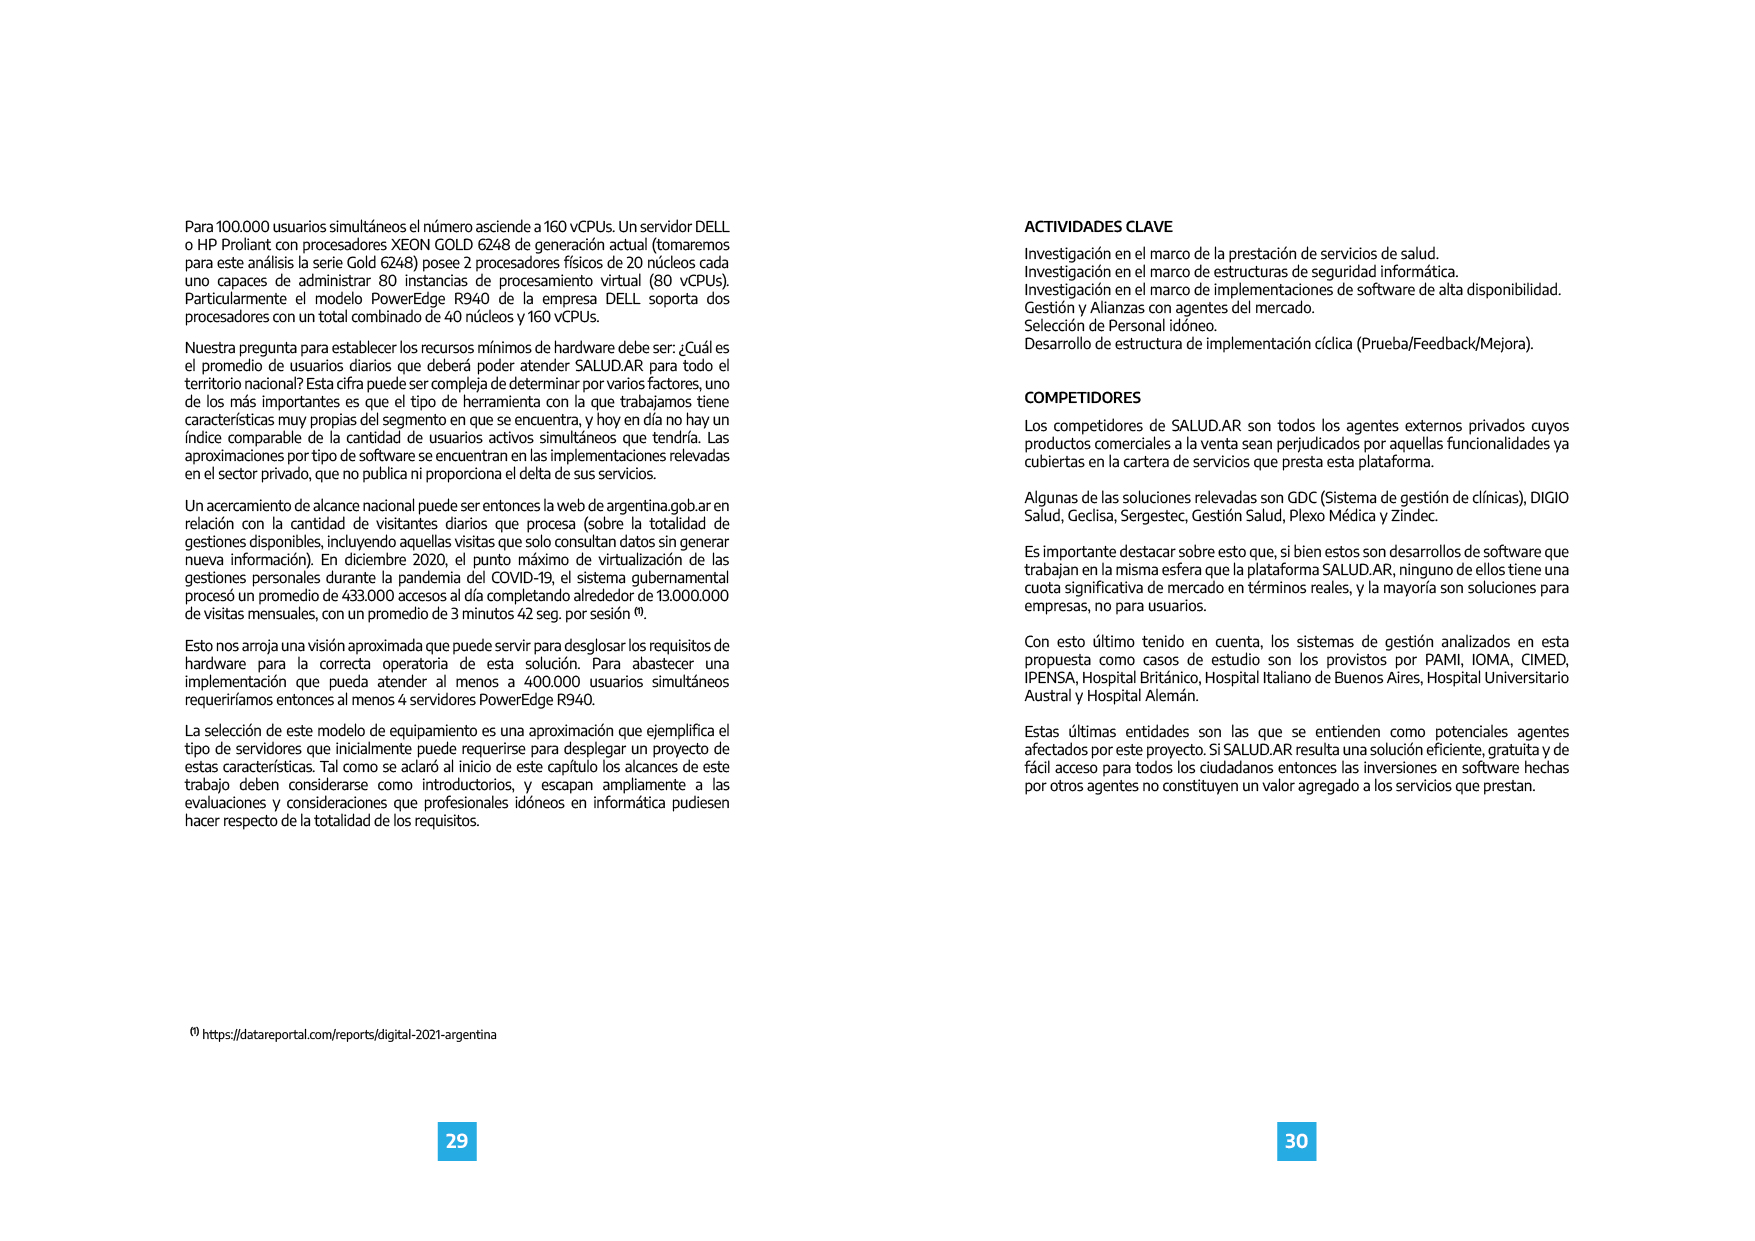 Para 100.000 usuarios simultáneos el número asciende a 160 vCPUs. Un servidor DELL
o HP Proliant con procesadores XEON GOLD 6248 de generación actual (tomaremos
para este análisis la serie Gold 6248) posee 2 procesadores físicos de 20 núcleos cada
uno capaces de administrar 80 instancias de procesamiento virtual (80 vCPUs).
Particularmente el modelo PowerEdge R940 de la empresa DELL soporta dos
procesadores con un total combinado de 40 núcleos y 160 vCPUs.
Nuestra pregunta para establecer los recursos mínimos de hardware debe ser: ¿Cuál es
el promedio de usuarios diarios que deberá poder atender SALUD.AR para todo el
territorio nacional? Esta cifra puede ser compleja de determinar por varios factores, uno
de los más importantes es que el tipo de herramienta con la que trabajamos tiene
características muy propias del segmento en que se encuentra, y hoy en día no hay un
índice comparable de la cantidad de usuarios activos simultáneos que tendría. Las
aproximaciones por tipo de software se encuentran en las implementaciones relevadas
en el sector privado, que no publica ni proporciona el delta de sus servicios.
Un acercamiento de alcance nacional puede ser entonces la web de argentina.gob.ar en
relación con la cantidad de visitantes diarios que procesa (sobre la totalidad de
gestiones disponibles, incluyendo aquellas visitas que solo consultan datos sin generar
nueva información). En diciembre 2020, el punto máximo de virtualización de las
gestiones personales durante la pandemia del COVID-19, el sistema gubernamental
procesó un promedio de 433.000 accesos al día completando alrededor de 13.000.000
de visitas mensuales, con un promedio de 3 minutos 42 seg. por sesión (1).
Esto nos arroja una visión aproximada que puede servir para desglosar los requisitos de
hardware para la correcta operatoria de esta solución. Para abastecer una
implementación que pueda atender al menos a 400.000 usuarios simultáneos
requeriríamos entonces al menos 4 servidores PowerEdge R940.
La selección de este modelo de equipamiento es una aproximación que ejemplifica el
tipo de servidores que inicialmente puede requerirse para desplegar un proyecto de
estas características. Tal como se aclaró al inicio de este capítulo los alcances de este
trabajo deben considerarse como introductorios, y escapan ampliamente a las
evaluaciones y consideraciones que profesionales idóneos en informática pudiesen
hacer respecto de la totalidad de los requisitos.
(1) https://datareportal.com/reports/digital-2021-argentina
29
ACTIVIDADES CLAVE
Investigación en el marco de la prestación de servicios de salud.
Investigación en el marco de estructuras de seguridad informática.
Investigación en el marco de implementaciones de software de alta disponibilidad.
Gestión y Alianzas con agentes del mercado.
Selección de Personal idóneo.
Desarrollo de estructura de implementación cíclica (Prueba/Feedback/Mejora).
COMPETIDORES
Los competidores de SALUD.AR son todos los agentes externos privados cuyos
productos comerciales a la venta sean perjudicados por aquellas funcionalidades ya
cubiertas en la cartera de servicios que presta esta plataforma.
Algunas de las soluciones relevadas son GDC (Sistema de gestión de clínicas), DIGIO
Salud, Geclisa, Sergestec, Gestión Salud, Plexo Médica y Zindec.
Es importante destacar sobre esto que, si bien estos son desarrollos de software que
trabajan en la misma esfera que la plataforma SALUD.AR, ninguno de ellos tiene una
cuota significativa de mercado en términos reales, y la mayoría son soluciones para
empresas, no para usuarios.
Con esto último tenido en cuenta, los sistemas de gestión analizados en esta
propuesta como casos de estudio son los provistos por PAMI, IOMA, CIMED,
IPENSA, Hospital Británico, Hospital Italiano de Buenos Aires, Hospital Universitario
Austral y Hospital Alemán.
Estas últimas entidades son las que se entienden como potenciales agentes
afectados por este proyecto. Si SALUD.AR resulta una solución eficiente, gratuita y de
fácil acceso para todos los ciudadanos entonces las inversiones en software hechas
por otros agentes no constituyen un valor agregado a los servicios que prestan.
30